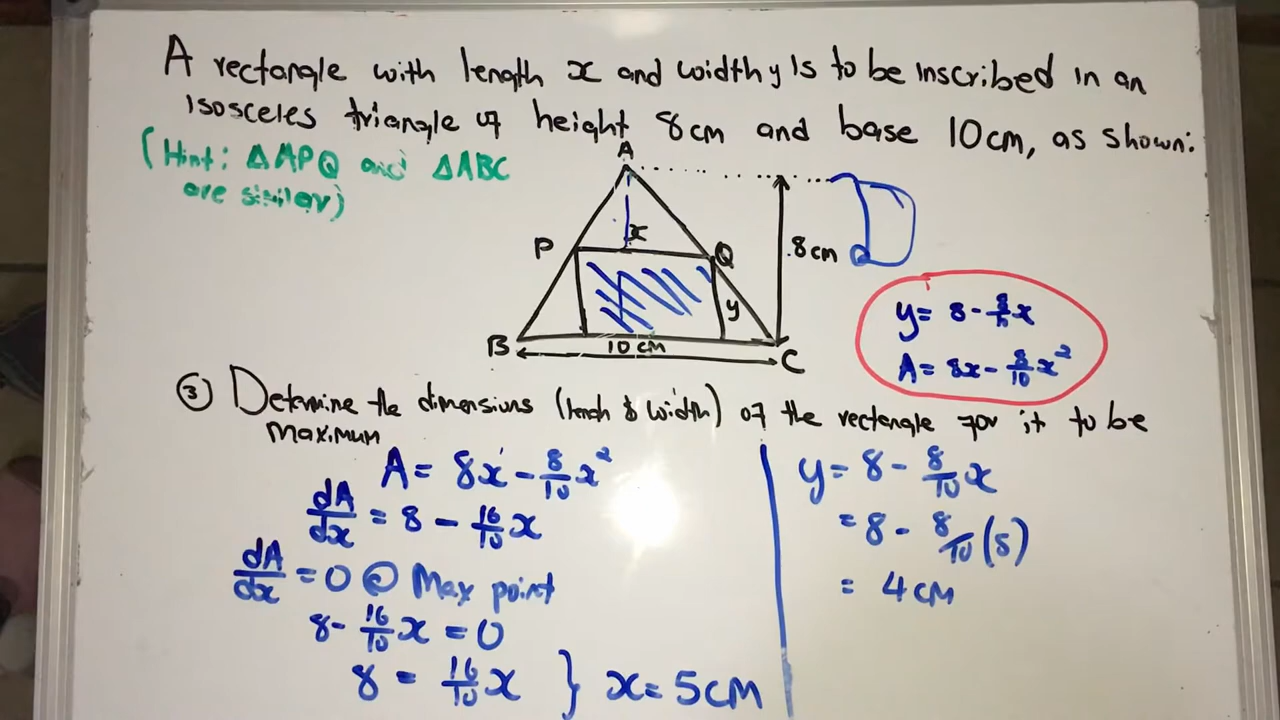 A rectangle with length x and width y is to be inscribed in an
isosceles triangle of height 8cm and base 10cm, as shown:
(Hint: ΔAPQ and ΔABC
are similar)
A
x
P
Q
8cm
y
B
10cm
C
y = 8 - 8/10 x
A = 8x - 8/10 x²
③ Determine the dimensions (length & width) of the rectangle for it to be
Maximum
A = 8x - 8/10 x²
dA/dx = 8 - 16/10 x
dA/dx = 0 @ Max point
8 - 16/10 x = 0
8 = 16/10 x } x = 5cm
y = 8 - 8/10 x
= 8 - 8/10 (5)
= 4cm